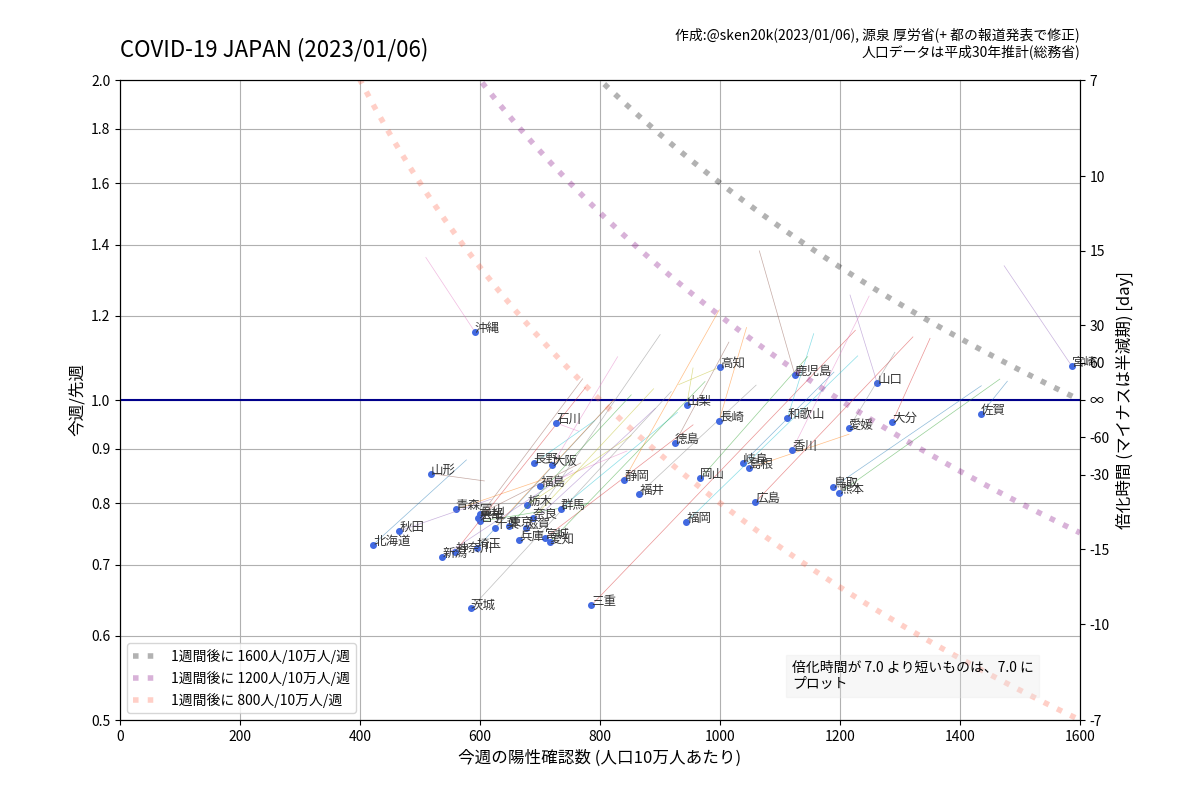 COVID-19 JAPAN (2023/01/06)
作成:@sken20k(2023/01/06), 源泉 厚労省(+ 都の報道発表で修正)
人口データは平成30年推計(総務省)
今週/先週
2.0
1.8
1.6
1.4
1.2
1.0
0.9
0.8
0.7
0.6
0.5
7
10
15
30
60
∞
-60
-30
-15
-10
-7
倍化時間 (マイナスは半減期) [day]
沖縄
高知
鹿児島
宮崎
山口
山梨
石川
長崎
和歌山
愛媛
大分
佐賀
徳島
香川
長野
大阪
岐阜
島根
山形
静岡
岡山
福島
福井
鳥取
熊本
広島
青森
栃木
群馬
奈良
千葉
東京
滋賀
福岡
秋田
北海道
兵庫
宮城
愛知
新潟
神奈川
埼玉
茨城
三重
1週間後に 1600人/10万人/週
1週間後に 1200人/10万人/週
1週間後に 800人/10万人/週
倍化時間が 7.0 より短いものは、7.0 に
プロット
0
200
400
600
800
1000
1200
1400
1600
今週の陽性確認数 (人口10万人あたり)